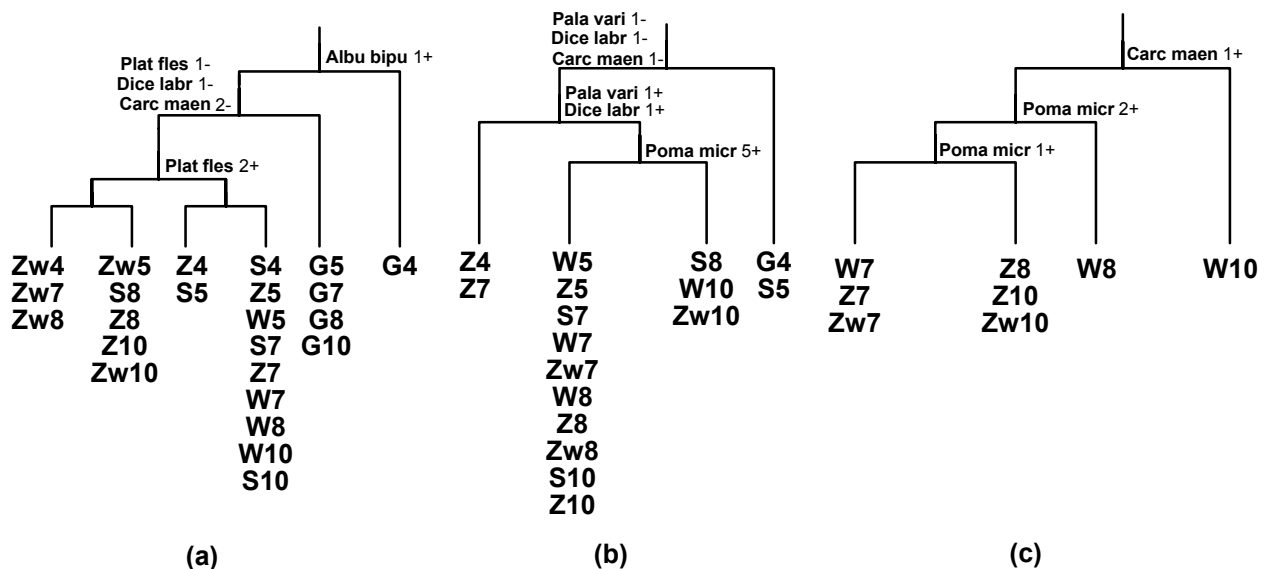 Albu bipu 1+
Plat fles 1-
Dice labr 1-
Carc maen 2-
Plat fles 2+
Zw4
Zw7
Zw8
Zw5
S8
Z8
Z10
Zw10
Z4
S5
S4
Z5
W5
S7
Z7
W7
W8
W10
S10
G5
G7
G8
G10
G4
(a)
Pala vari 1-
Dice labr 1-
Carc maen 1-
Pala vari 1+
Dice labr 1+
Poma micr 5+
Z4
Z7
W5
Z5
S7
W7
Zw7
W8
Z8
Zw8
S10
Z10
S8
W10
Zw10
G4
S5
(b)
Carc maen 1+
Poma micr 2+
Poma micr 1+
W7
Z7
Zw7
Z8
Z10
Zw10
W8
W10
(c)